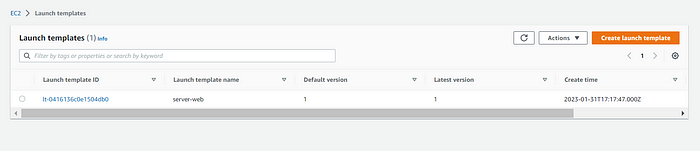 EC2 > Launch templates
Launch templates (1) Info
Actions ▼
Create launch template
Filter by tags or properties or search by keyword
< 1 >
Launch template ID
Launch template name
Default version
Latest version
Create time
lt-0416136c0e1504db0
server-web
1
1
2023-01-31T17:17:47.000Z